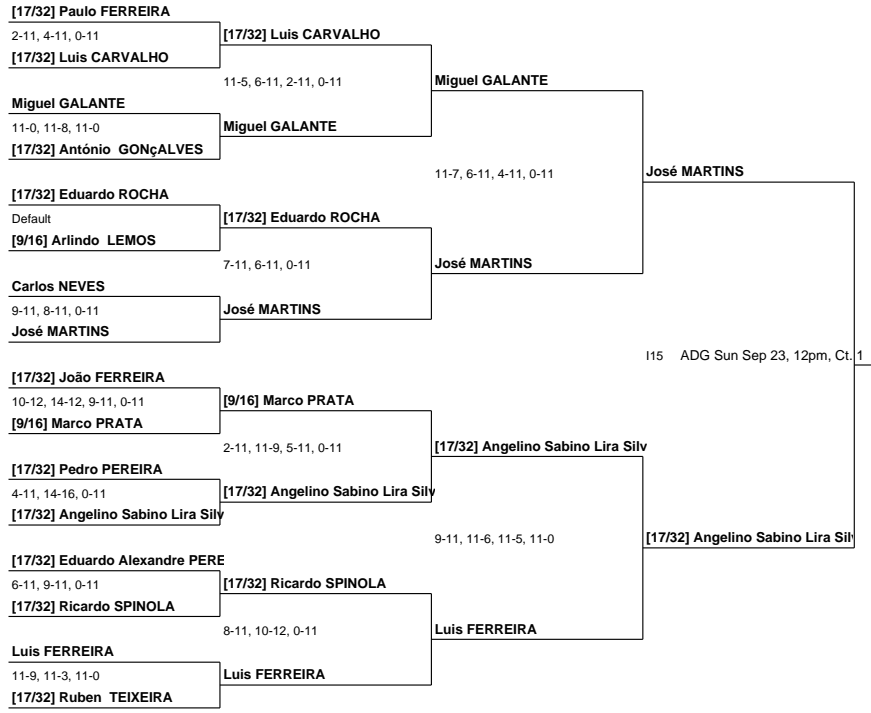 [17/32] Paulo FERREIRA
2-11, 4-11, 0-11
[17/32] Luis CARVALHO
[17/32] Luis CARVALHO
11-5, 6-11, 2-11, 0-11
Miguel GALANTE
Miguel GALANTE
11-0, 11-8, 11-0
Miguel GALANTE
[17/32] António GONçALVES
11-7, 6-11, 4-11, 0-11
José MARTINS
[17/32] Eduardo ROCHA
Default
[17/32] Eduardo ROCHA
[9/16] Arlindo LEMOS
7-11, 6-11, 0-11
José MARTINS
Carlos NEVES
9-11, 8-11, 0-11
José MARTINS
José MARTINS
I15 ADG Sun Sep 23, 12pm, Ct. 1
[17/32] João FERREIRA
10-12, 14-12, 9-11, 0-11
[9/16] Marco PRATA
[9/16] Marco PRATA
2-11, 11-9, 5-11, 0-11
[17/32] Angelino Sabino Lira Silv
[17/32] Pedro PEREIRA
4-11, 14-16, 0-11
[17/32] Angelino Sabino Lira Silv
[17/32] Angelino Sabino Lira Silv
9-11, 11-6, 11-5, 11-0
[17/32] Angelino Sabino Lira Silv
[17/32] Eduardo Alexandre PERE
6-11, 9-11, 0-11
[17/32] Ricardo SPINOLA
[17/32] Ricardo SPINOLA
8-11, 10-12, 0-11
Luis FERREIRA
Luis FERREIRA
11-9, 11-3, 11-0
Luis FERREIRA
[17/32] Ruben TEIXEIRA